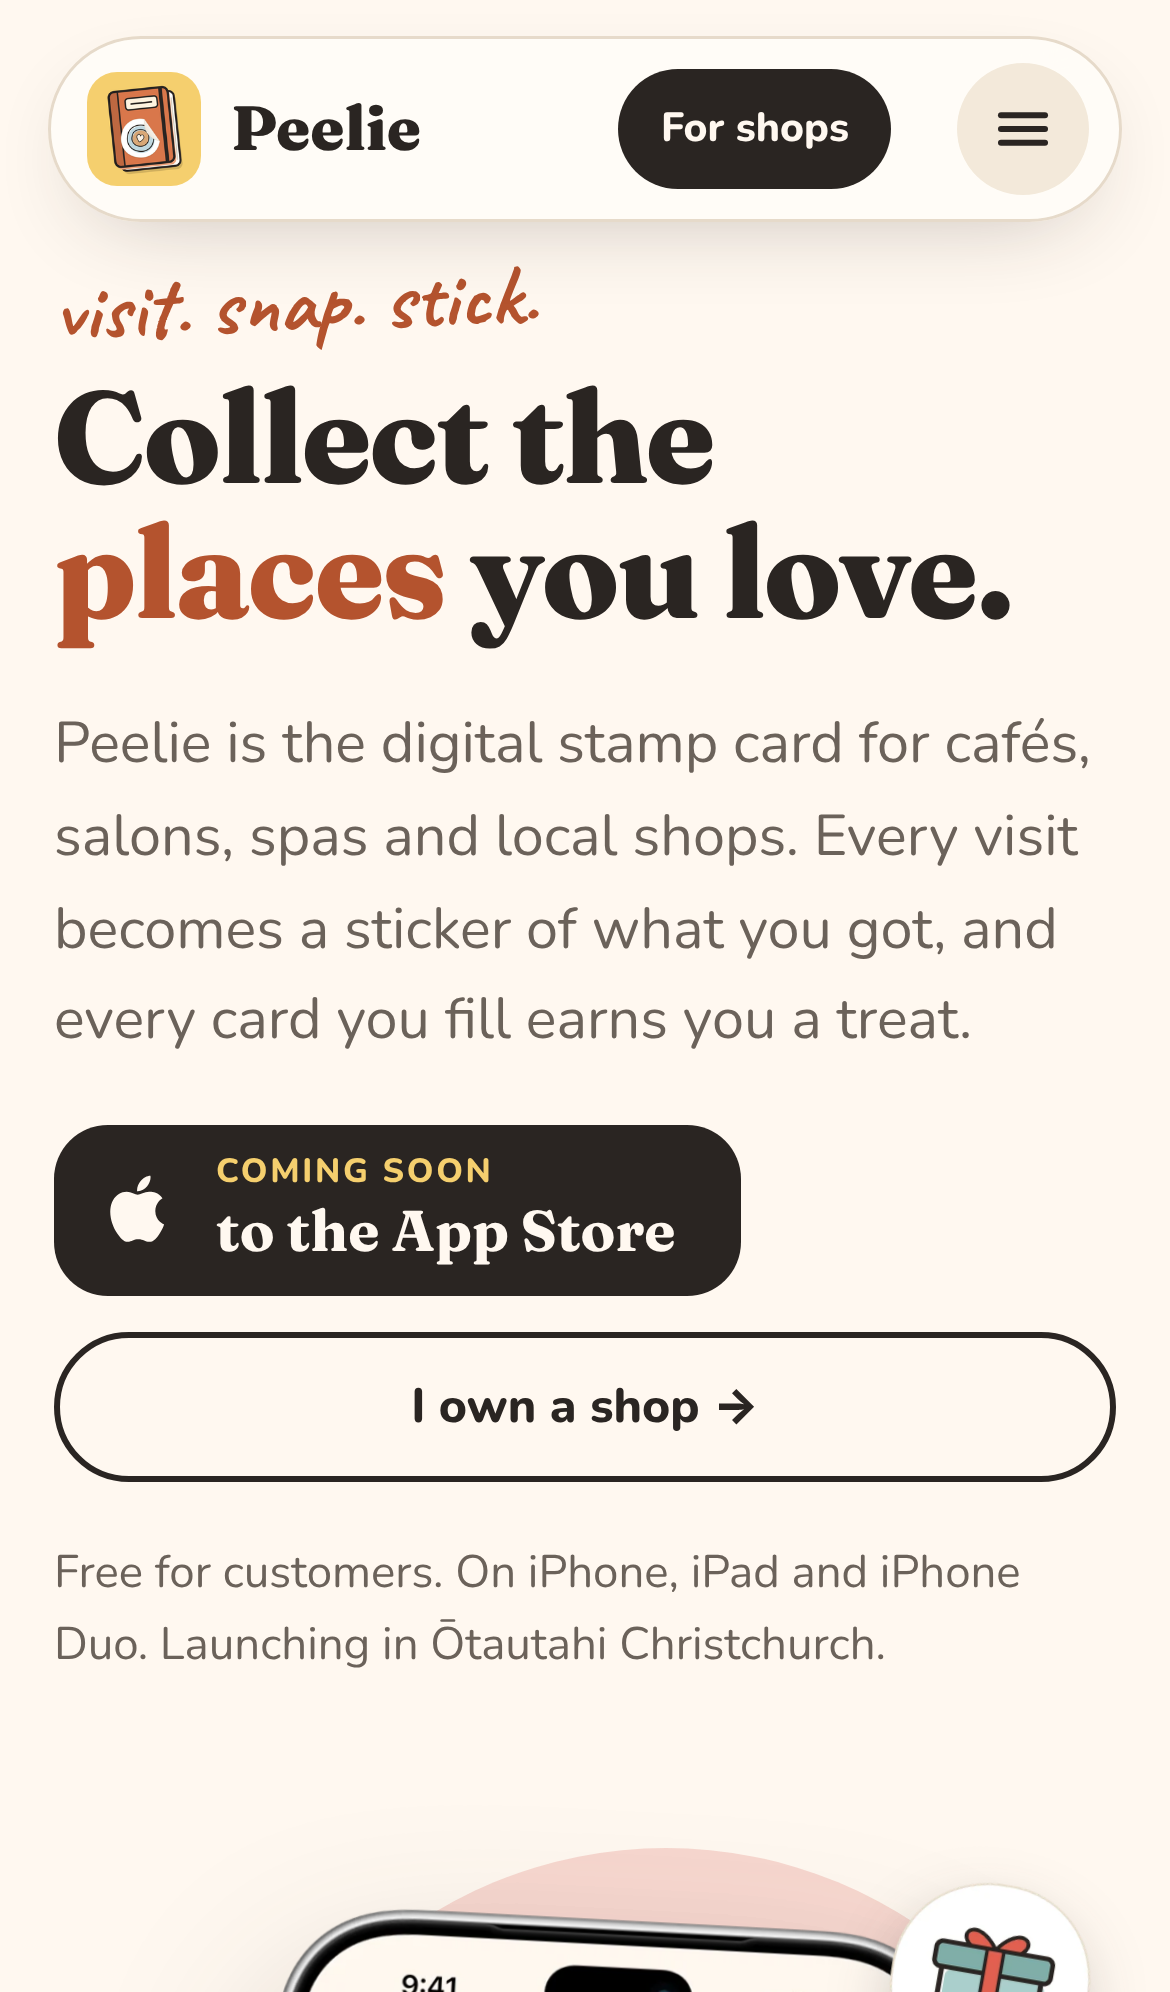 Peelie
For shops
visit. snap. stick.
Collect the
places you love.
Peelie is the digital stamp card for cafés,
salons, spas and local shops. Every visit
becomes a sticker of what you got, and
every card you fill earns you a treat.
COMING SOON
to the App Store
I own a shop →
Free for customers. On iPhone, iPad and iPhone
Duo. Launching in Ōtautahi Christchurch.
9:41